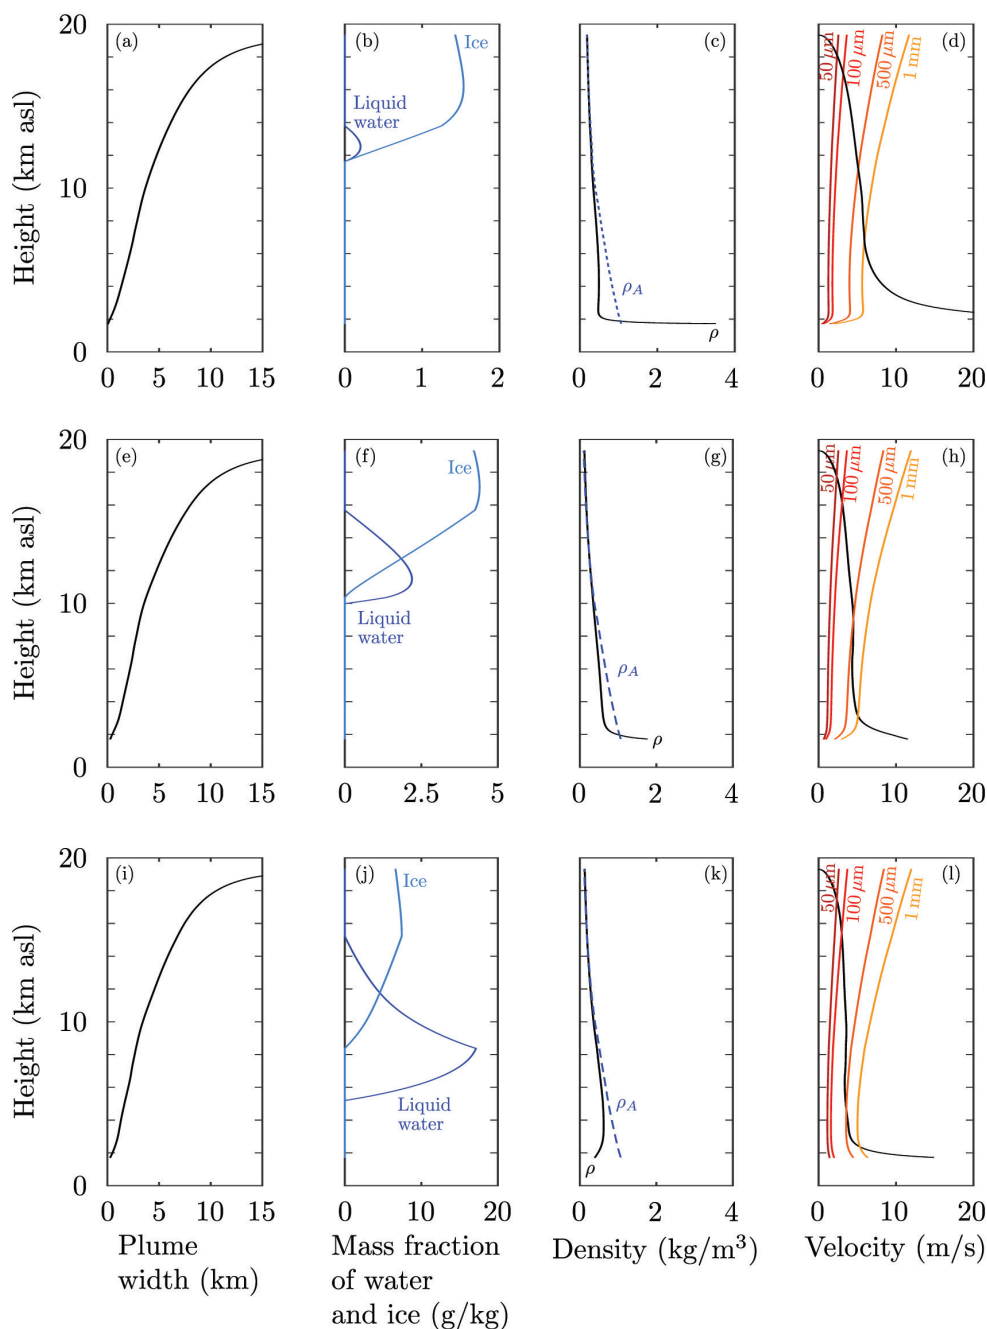 20
(a)
(b)
Ice
(c)
(d)
50 μm
100 μm
500 μm
1 mm
Liquid
water
Height (km asl)
10
ρA
ρ
0
0 5 10 15
0 1 2
0 2 4
0 10 20
20
(e)
(f)
Ice
(g)
(h)
50 μm
100 μm
500 μm
1 mm
Height (km asl)
10
Liquid
water
ρA
ρ
0
0 5 10 15
0 2.5 5
0 2 4
0 10 20
20
(i)
(j)
Ice
(k)
(l)
50 μm
100 μm
500 μm
1 mm
Height (km asl)
10
Liquid
water
ρA
ρ
0
0 5 10 15
0 10 20
0 2 4
0 10 20
Plume
width (km)
Mass fraction
of water
and ice (g/kg)
Density (kg/m³)
Velocity (m/s)